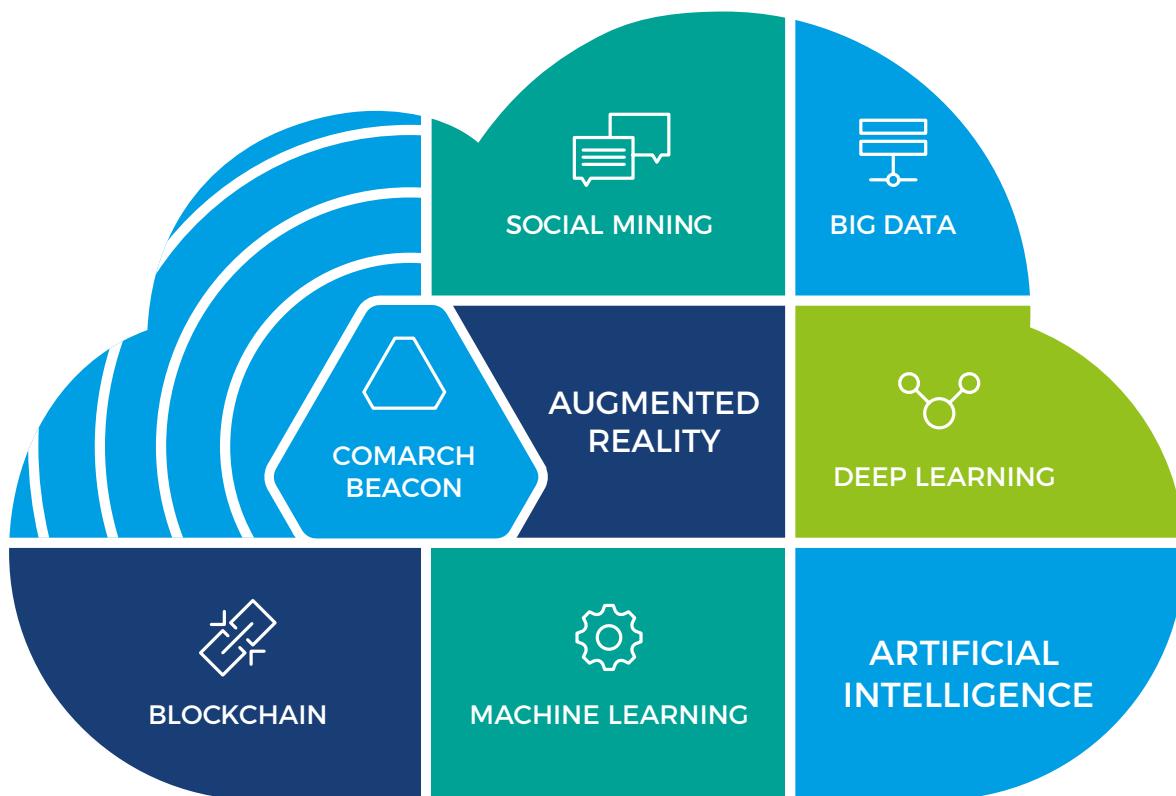 SOCIAL MINING
BIG DATA
COMARCH
BEACON
AUGMENTED
REALITY
DEEP LEARNING
BLOCKCHAIN
MACHINE LEARNING
ARTIFICIAL
INTELLIGENCE